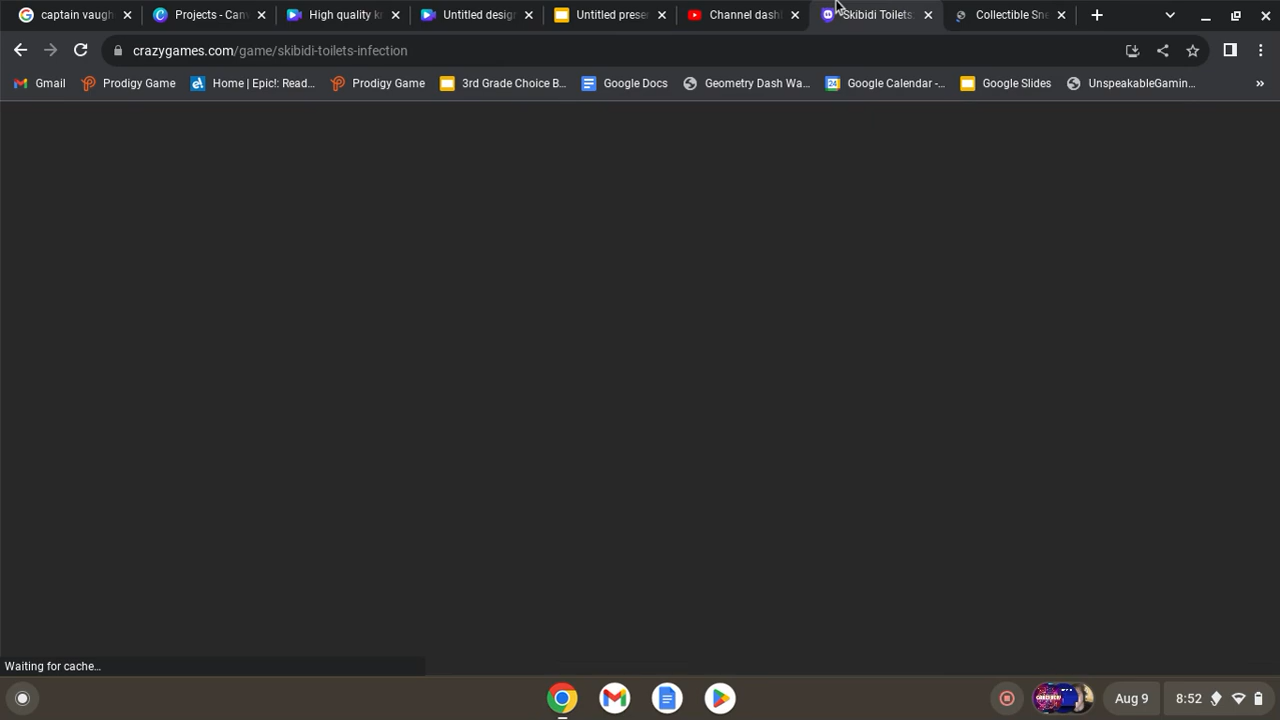 captain vaugh
Projects - Can
High quality k
Untitled desig
Untitled prese
Channel dash
Skibidi Toilets
Collectible Sne
crazygames.com/game/skibidi-toilets-infection
Gmail
Prodigy Game
Home | Epic!: Read...
Prodigy Game
3rd Grade Choice B...
Google Docs
Geometry Dash Wa...
Google Calendar -...
Google Slides
UnspeakableGamin...
Waiting for cache...
Aug 9
8:52